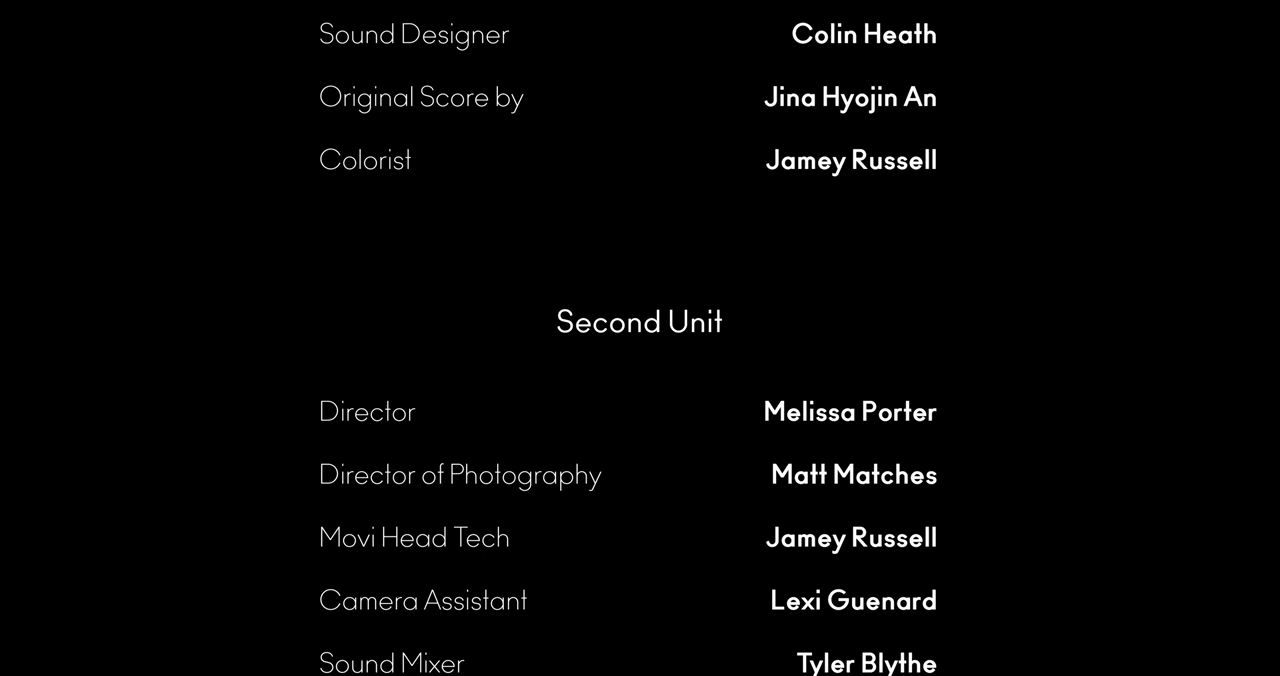 Sound Designer Colin Heath
Original Score by Jina Hyojin An
Colorist Jamey Russell
Second Unit
Director Melissa Porter
Director of Photography Matt Matches
Movi Head Tech Jamey Russell
Camera Assistant Lexi Guenard
Sound Mixer Tyler Blythe